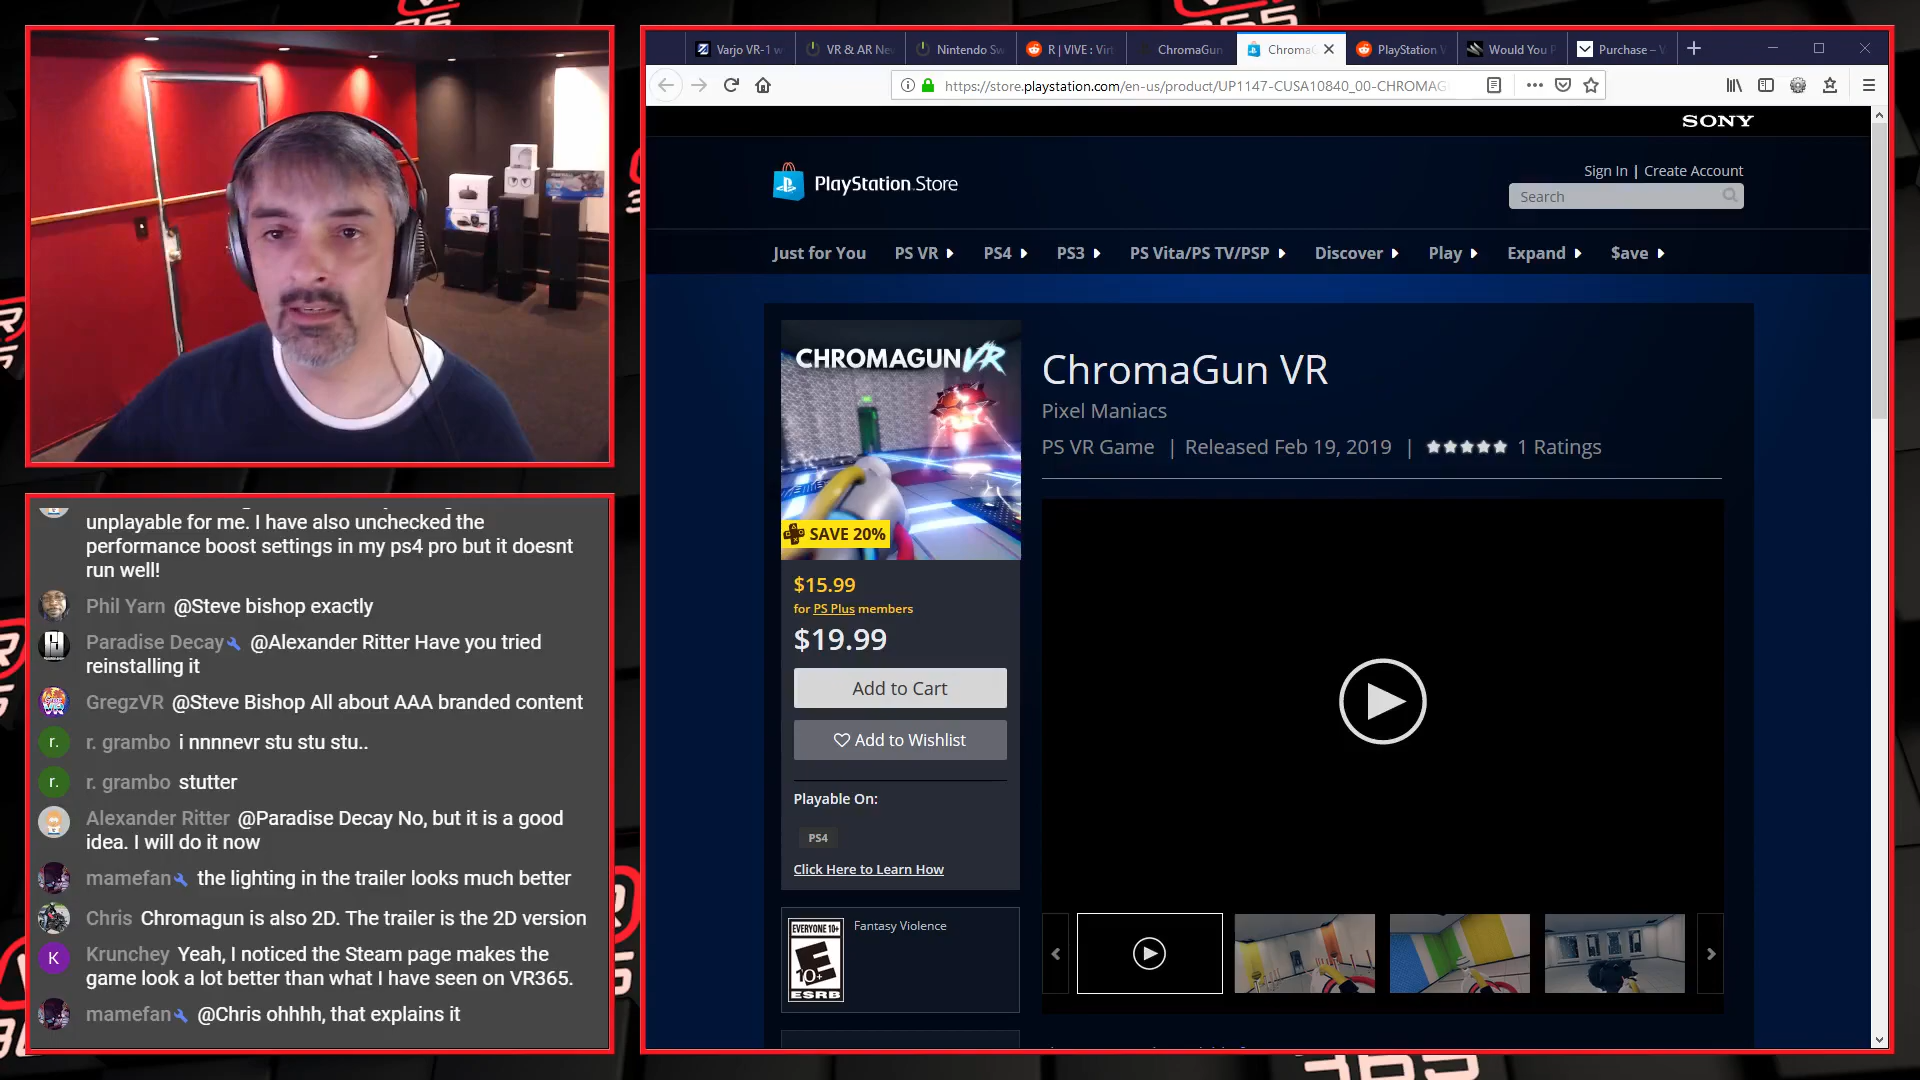 unplayable for me. I have also unchecked the
performance boost settings in my ps4 pro but it doesnt
run well!
Phil Yarn @Steve bishop exactly
Paradise Decay @Alexander Ritter Have you tried
reinstalling it
GregzVR @Steve Bishop All about AAA branded content
r. grambo i nnnnevr stu stu stu..
r. grambo stutter
Alexander Ritter @Paradise Decay No, but it is a good
idea. I will do it now
mamefan the lighting in the trailer looks much better
Chris Chromagun is also 2D. The trailer is the 2D version
K Krunchey Yeah, I noticed the Steam page makes the
game look a lot better than what I have seen on VR365.
mamefan @Chris ohhhh, that explains it
Varjo VR-1 VR & AR Ne Nintendo Sw R | VIVE : Virt ChromaGun Chroma PlayStation V Would You P Purchase –
https://store.playstation.com/en-us/product/UP1147-CUSA10840_00-CHROMAG
SONY
PlayStation.Store
Sign In | Create Account
Search
Just for You PS VR PS4 PS3 PS Vita/PS TV/PSP Discover Play Expand $ave
CHROMAGUN VR
SAVE 20%
$15.99
for PS Plus members
$19.99
Add to Cart
Add to Wishlist
Playable On:
PS4
Click Here to Learn How
EVERYONE 10+
E
10+
ESRB
Fantasy Violence
ChromaGun VR
Pixel Maniacs
PS VR Game | Released Feb 19, 2019 | 1 Ratings